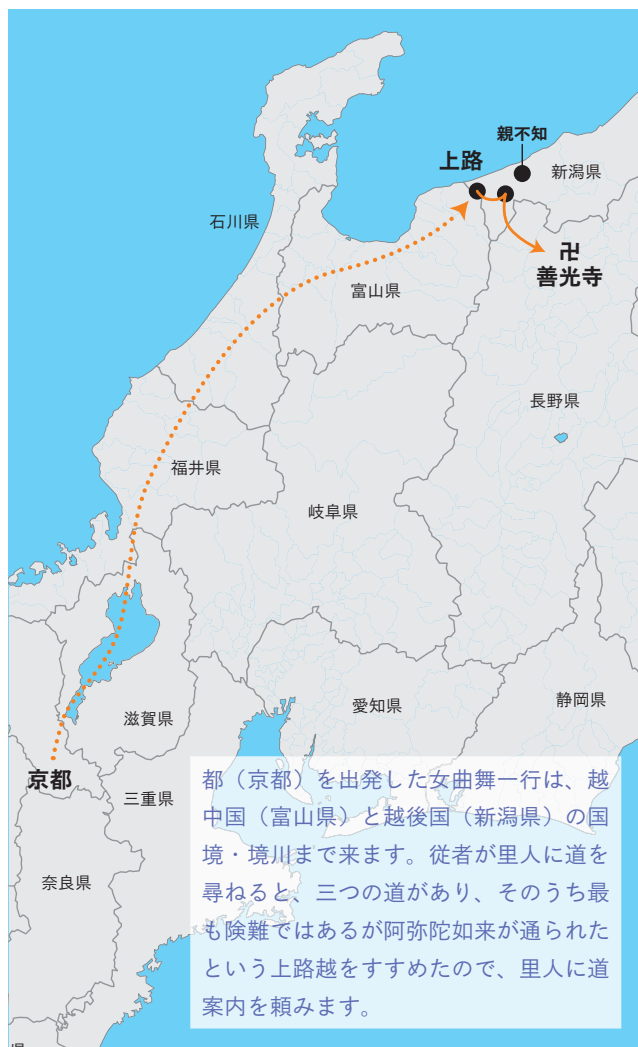 親不知
上路
新潟県
石川県
卍
善光寺
富山県
長野県
福井県
岐阜県
滋賀県
愛知県
静岡県
京都
三重県
奈良県
都（京都）を出発した女曲舞一行は、越
中国（富山県）と越後国（新潟県）の国
境・境川まで来ます。従者が里人に道を
尋ねると、三つの道があり、そのうち最
も険難ではあるが阿弥陀如来が通られた
という上路越をすすめたので、里人に道
案内を頼みます。
県